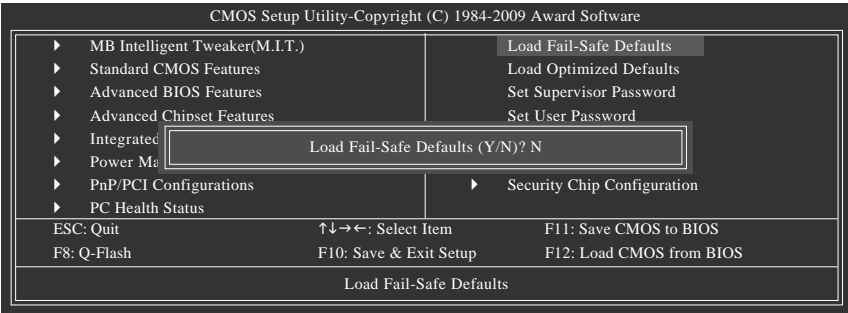 CMOS Setup Utility-Copyright (C) 1984-2009 Award Software
MB Intelligent Tweaker(M.I.T.)
Standard CMOS Features
Advanced BIOS Features
Advanced Chipset Features
Integrated
Power Ma
PnP/PCI Configurations
PC Health Status
Load Fail-Safe Defaults
Load Optimized Defaults
Set Supervisor Password
Set User Password
Security Chip Configuration
Load Fail-Safe Defaults (Y/N)? N
ESC: Quit ↑↓→←: Select Item F11: Save CMOS to BIOS
F8: Q-Flash F10: Save & Exit Setup F12: Load CMOS from BIOS
Load Fail-Safe Defaults